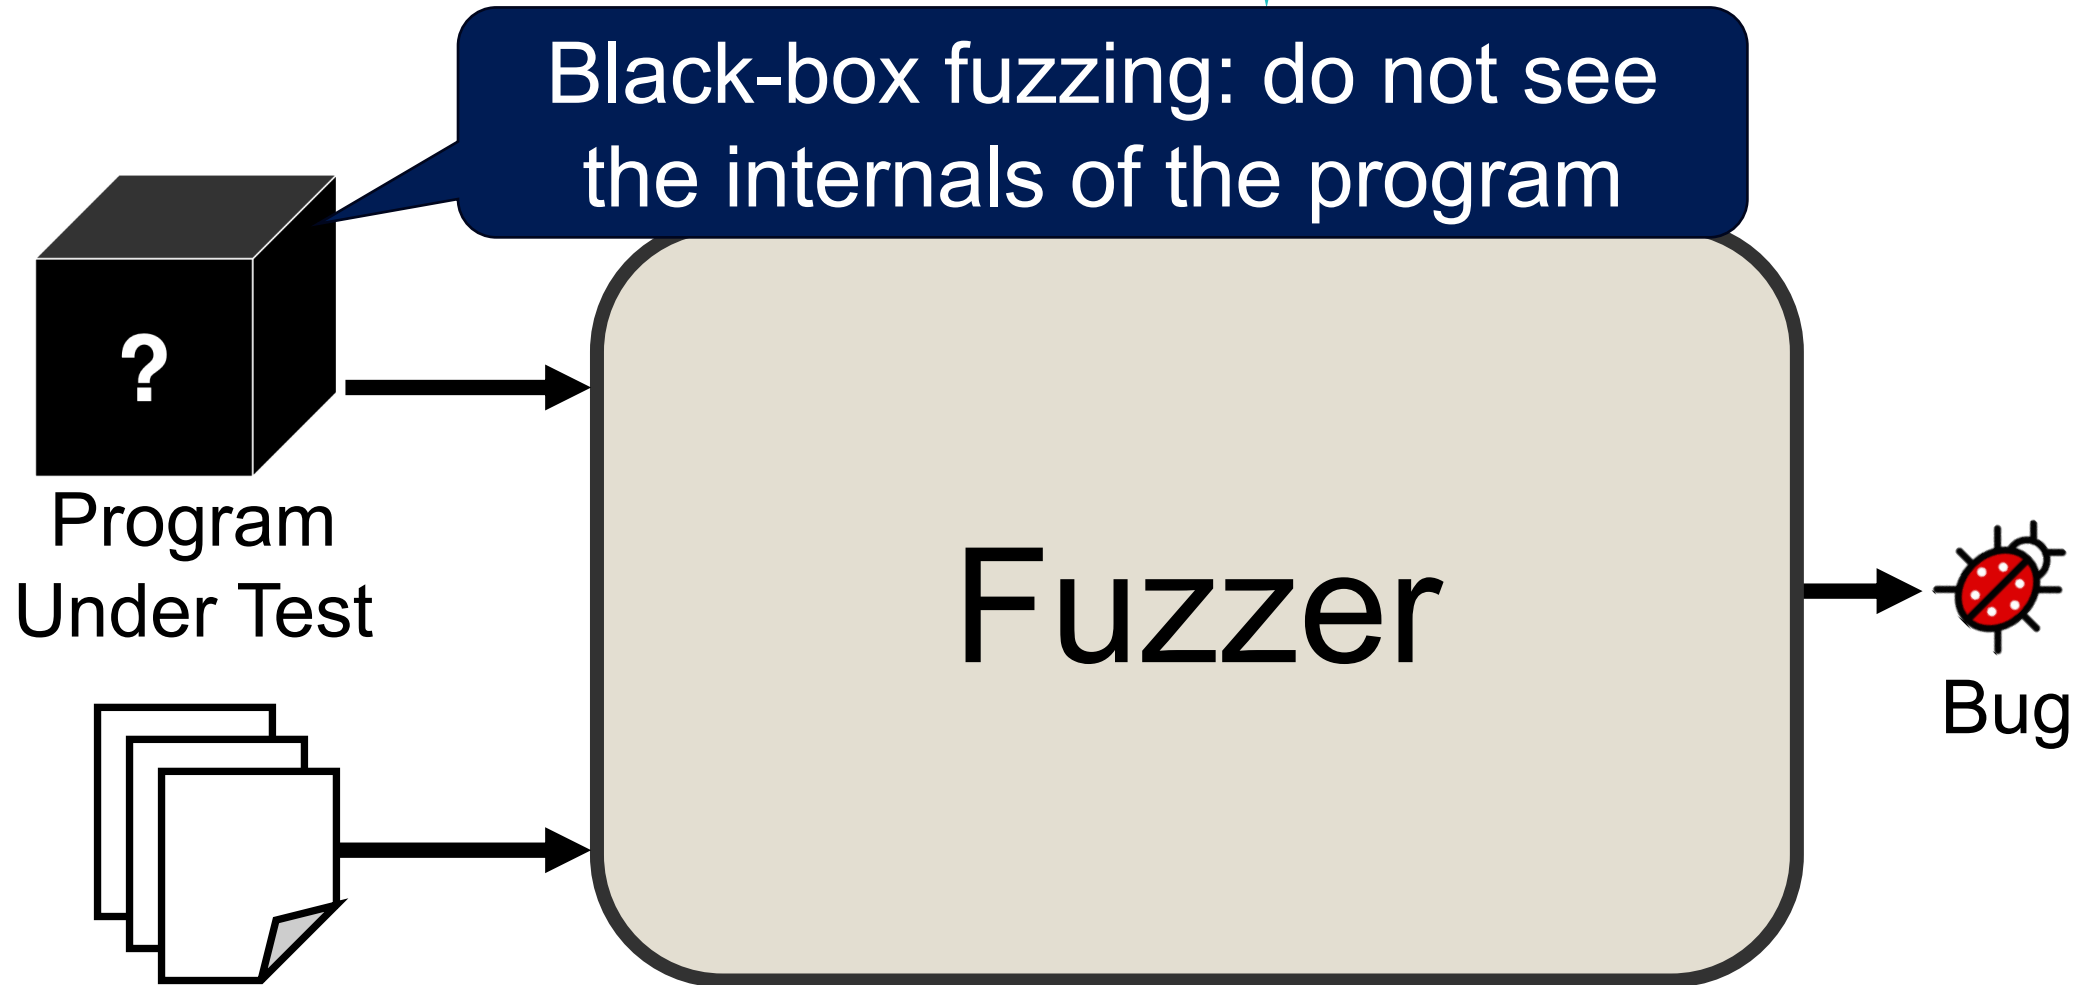 Black-box fuzzing: do not see
the internals of the program
?
Program
Under Test
Fuzzer
Bug